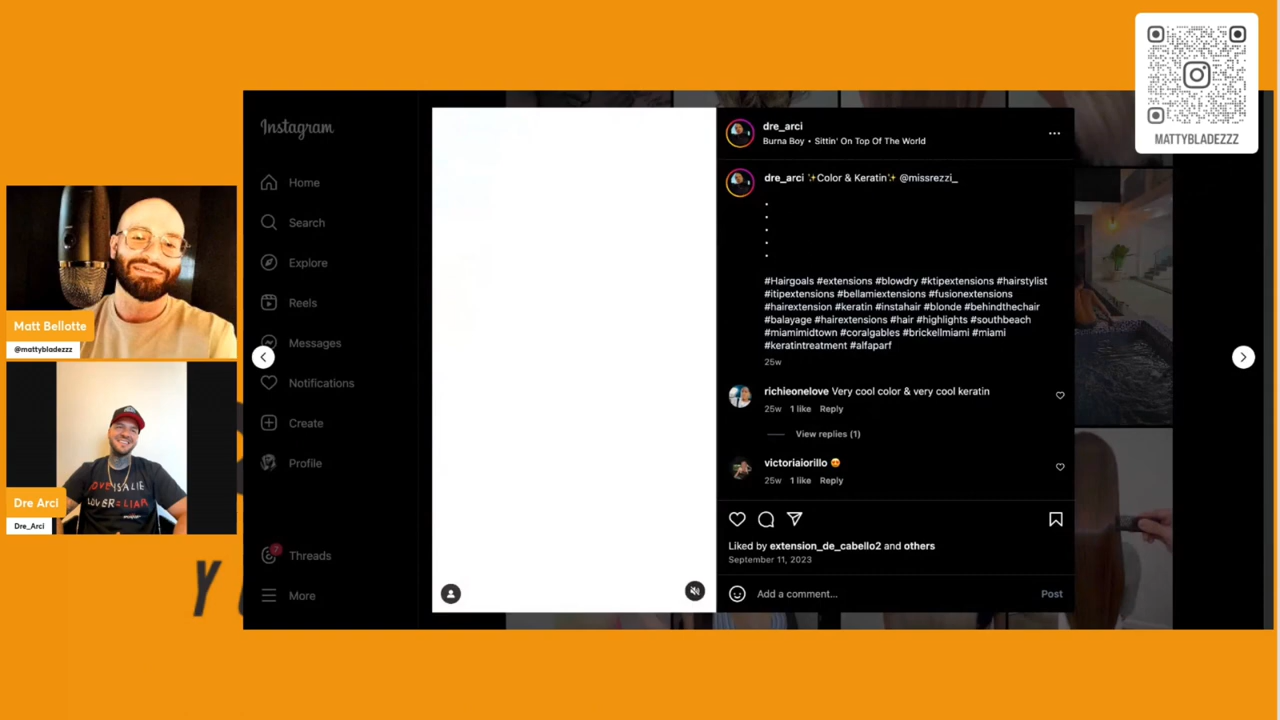 MATTYBLADEZZZ
Instagram
Home
Search
Explore
Reels
Messages
Notifications
Create
Profile
Threads
More
Matt Bellotte
@mattybladezzz
Dre Arci
Dre_Arci
Y
dre_arci
Burna Boy • Sittin' On Top Of The World
dre_arci ✨Color & Keratin✨ @missrezzi_
.
.
.
.
.
#Hairgoals #extensions #blowdry #ktipextensions #hairstylist
#itipextensions #bellamiextensions #fusionextensions
#hairextension #keratin #instahair #blonde #behindthechair
#balayage #hairextensions #hair #highlights #southbeach
#miamimidtown #coralgables #brickellmiami #miami
#keratintreatment #alfaparf
25w
richieonelove Very cool color & very cool keratin
25w 1 like Reply
View replies (1)
victoriaiorillo 😍
25w 1 like Reply
Liked by extension_de_cabello2 and others
September 11, 2023
Add a comment...
Post